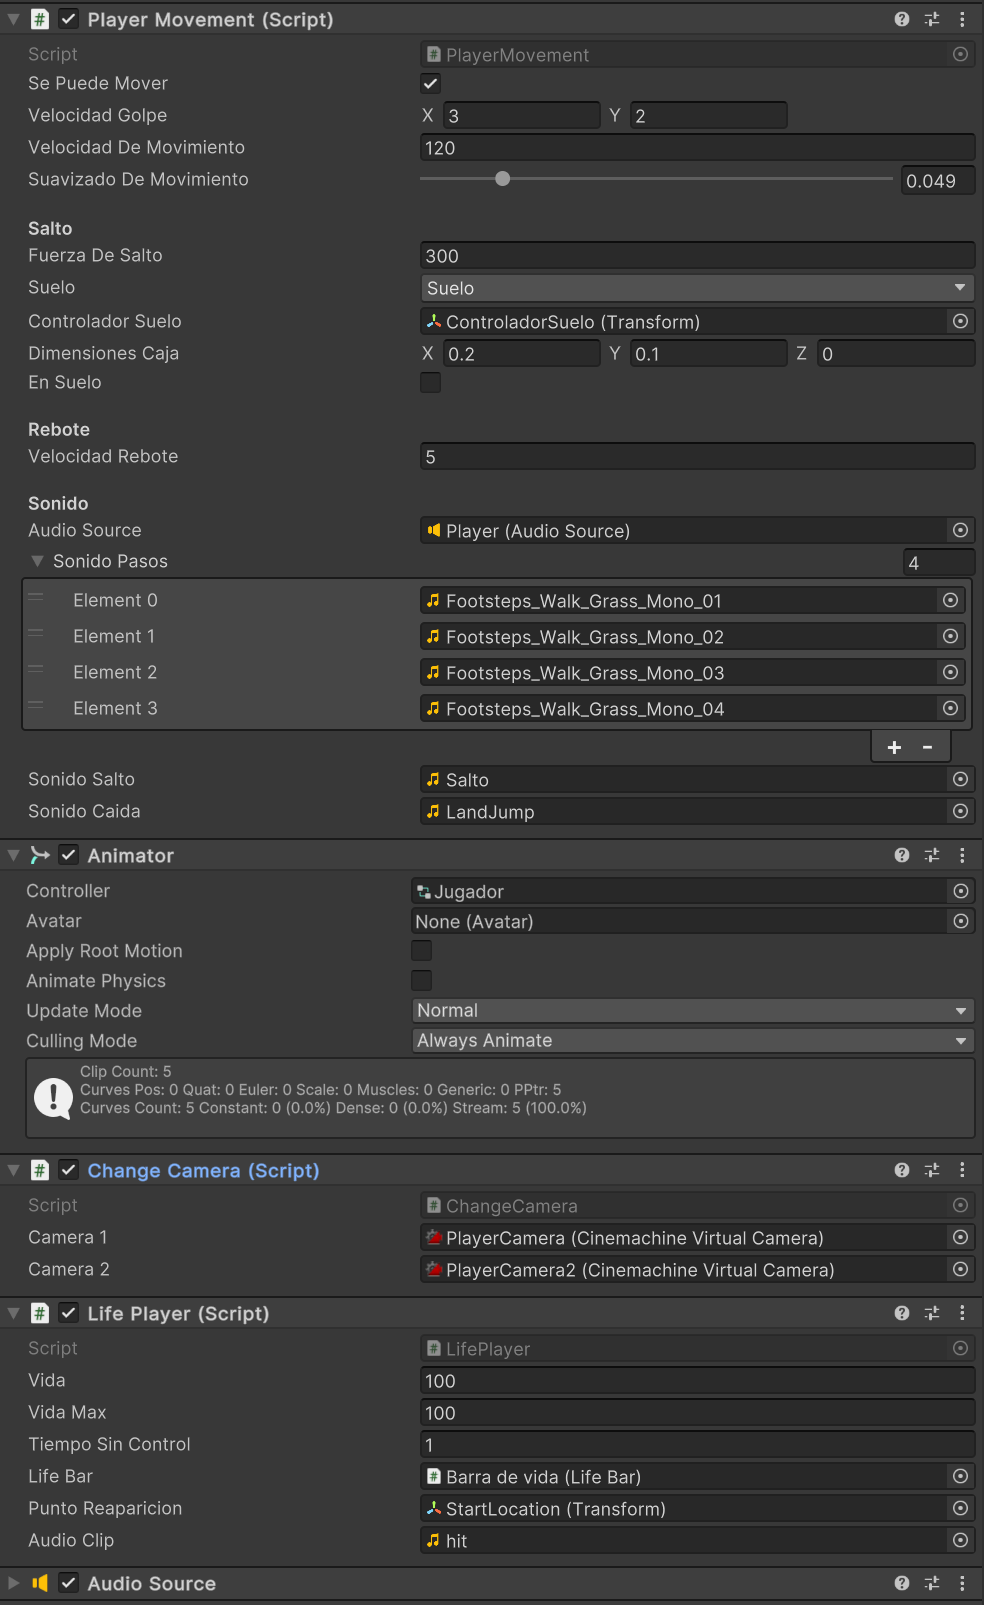 Player Movement (Script)
Script PlayerMovement
Se Puede Mover
Velocidad Golpe X 3 Y 2
Velocidad De Movimiento 120
Suavizado De Movimiento 0.049
Salto
Fuerza De Salto 300
Suelo Suelo
Controlador Suelo ControladorSuelo (Transform)
Dimensiones Caja X 0.2 Y 0.1 Z 0
En Suelo
Rebote
Velocidad Rebote 5
Sonido
Audio Source Player (Audio Source)
Sonido Pasos 4
Element 0 Footsteps_Walk_Grass_Mono_01
Element 1 Footsteps_Walk_Grass_Mono_02
Element 2 Footsteps_Walk_Grass_Mono_03
Element 3 Footsteps_Walk_Grass_Mono_04
+ -
Sonido Salto Salto
Sonido Caida LandJump
Animator
Controller Jugador
Avatar None (Avatar)
Apply Root Motion
Animate Physics
Update Mode Normal
Culling Mode Always Animate
Clip Count: 5
Curves Pos: 0 Quat: 0 Euler: 0 Scale: 0 Muscles: 0 Generic: 0 PPtr: 5
Curves Count: 5 Constant: 0 (0.0%) Dense: 0 (0.0%) Stream: 5 (100.0%)
Change Camera (Script)
Script ChangeCamera
Camera 1 PlayerCamera (Cinemachine Virtual Camera)
Camera 2 PlayerCamera2 (Cinemachine Virtual Camera)
Life Player (Script)
Script LifePlayer
Vida 100
Vida Max 100
Tiempo Sin Control 1
Life Bar Barra de vida (Life Bar)
Punto Reaparicion StartLocation (Transform)
Audio Clip hit
Audio Source